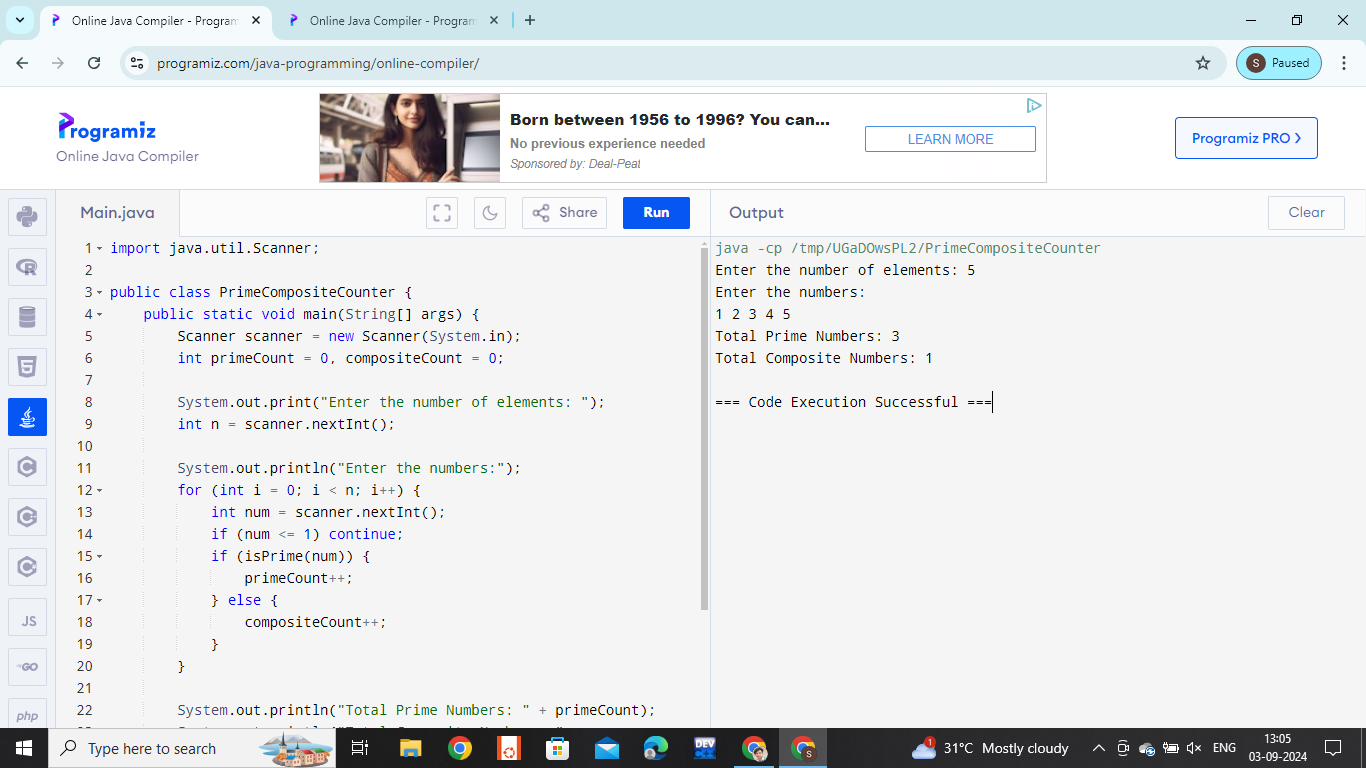 Online Java Compiler - Program
Online Java Compiler - Program
programiz.com/java-programming/online-compiler/
S
Paused
Programiz
Online Java Compiler
Born between 1956 to 1996? You can...
No previous experience needed
Sponsored by: Deal-Peat
LEARN MORE
Programiz PRO >
Main.java
Share
Run
Output
Clear
1 import java.util.Scanner;
2
3 public class PrimeCompositeCounter {
4 public static void main(String[] args) {
5 Scanner scanner = new Scanner(System.in);
6 int primeCount = 0, compositeCount = 0;
7
8 System.out.print("Enter the number of elements: ");
9 int n = scanner.nextInt();
10
11 System.out.println("Enter the numbers:");
12 for (int i = 0; i < n; i++) {
13 int num = scanner.nextInt();
14 if (num <= 1) continue;
15 if (isPrime(num)) {
16 primeCount++;
17 } else {
18 compositeCount++;
19 }
20 }
21
22 System.out.println("Total Prime Numbers: " + primeCount);
java -cp /tmp/UGaDOwsPL2/PrimeCompositeCounter
Enter the number of elements: 5
Enter the numbers:
1 2 3 4 5
Total Prime Numbers: 3
Total Composite Numbers: 1
=== Code Execution Successful ===
JS
GO
php
Type here to search
DEV
S
1
31°C Mostly cloudy
ENG
13:05
03-09-2024